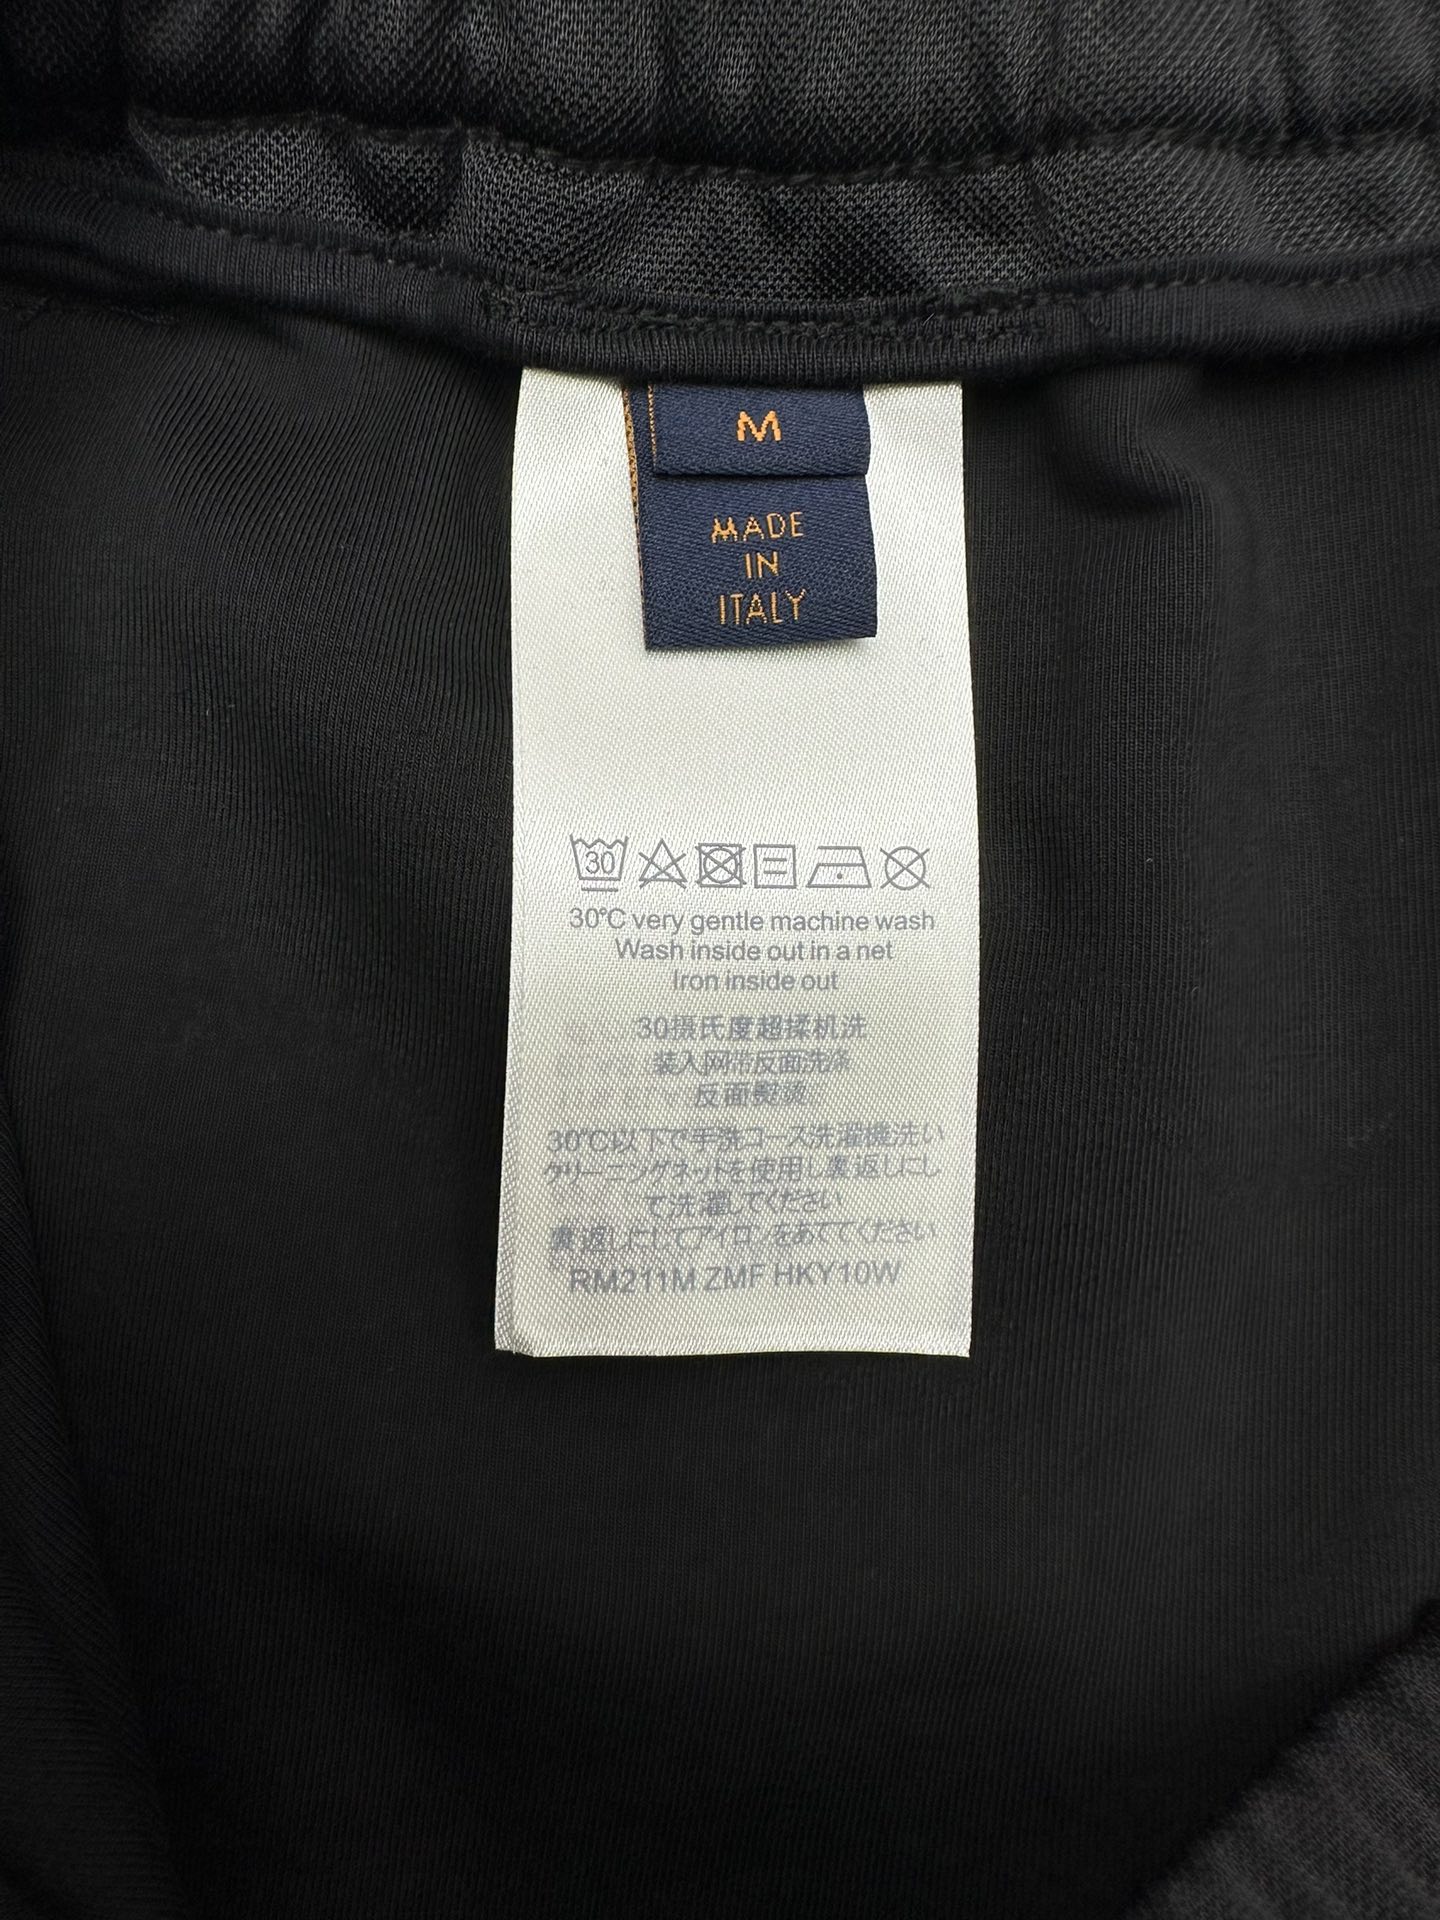 M
MADE
IN
ITALY
30
30°C very gentle machine wash
Wash inside out in a net
Iron inside out
30摄氏度超揉机洗
装入网带反面洗条
反面熨烫
30°C以下で手洗コース洗濯機洗い
クリーニングネットを使用し裏返しにし
て洗濯してください
裏返しにしてアイロンをあててください
RM211M ZMF HKY10W